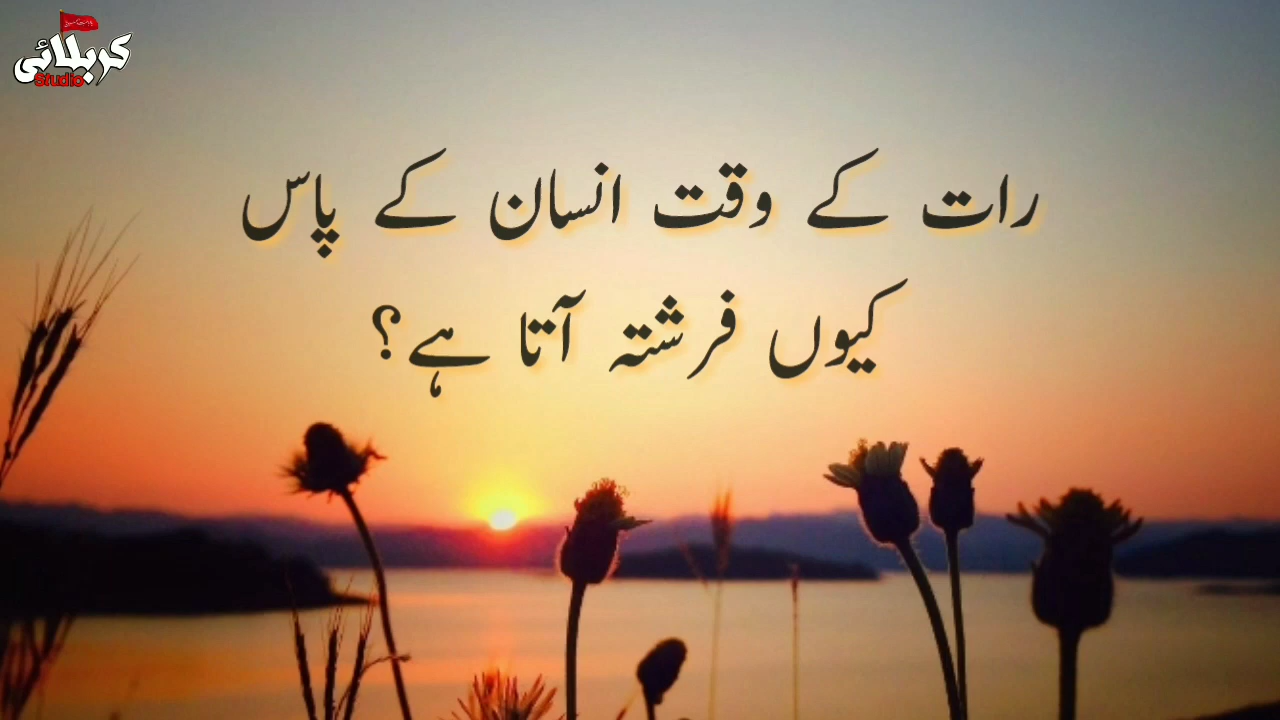 کربلائی
Studio
رات کے وقت انسان کے پاس
کیوں فرشتہ آتا ہے؟